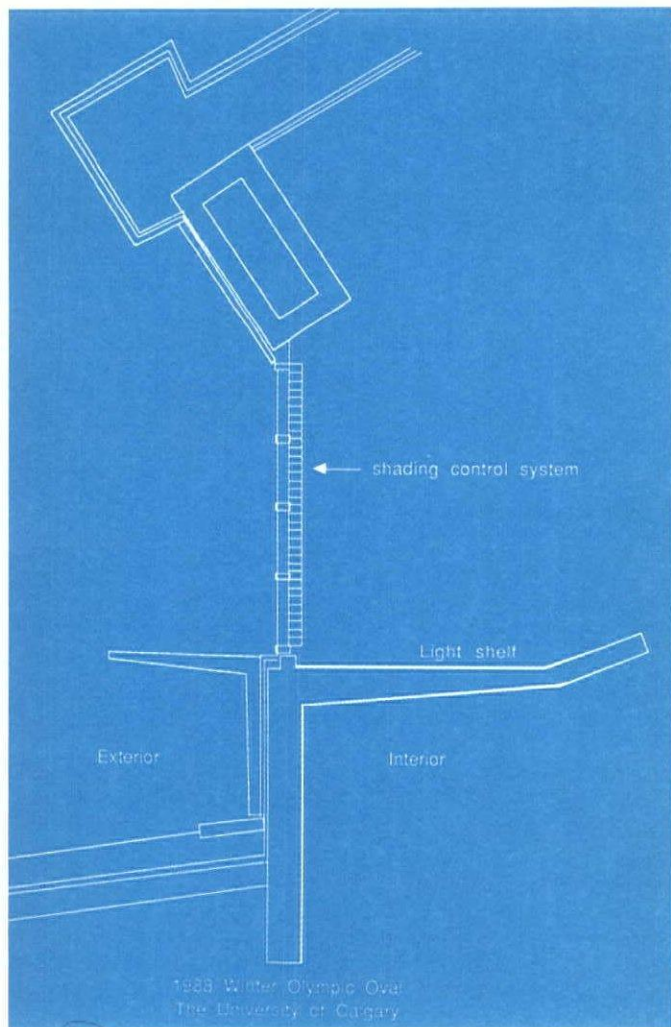 shading control system
Light shelf
Exterior
Interior
1988 Winter Olympic Oval
The University of Calgary